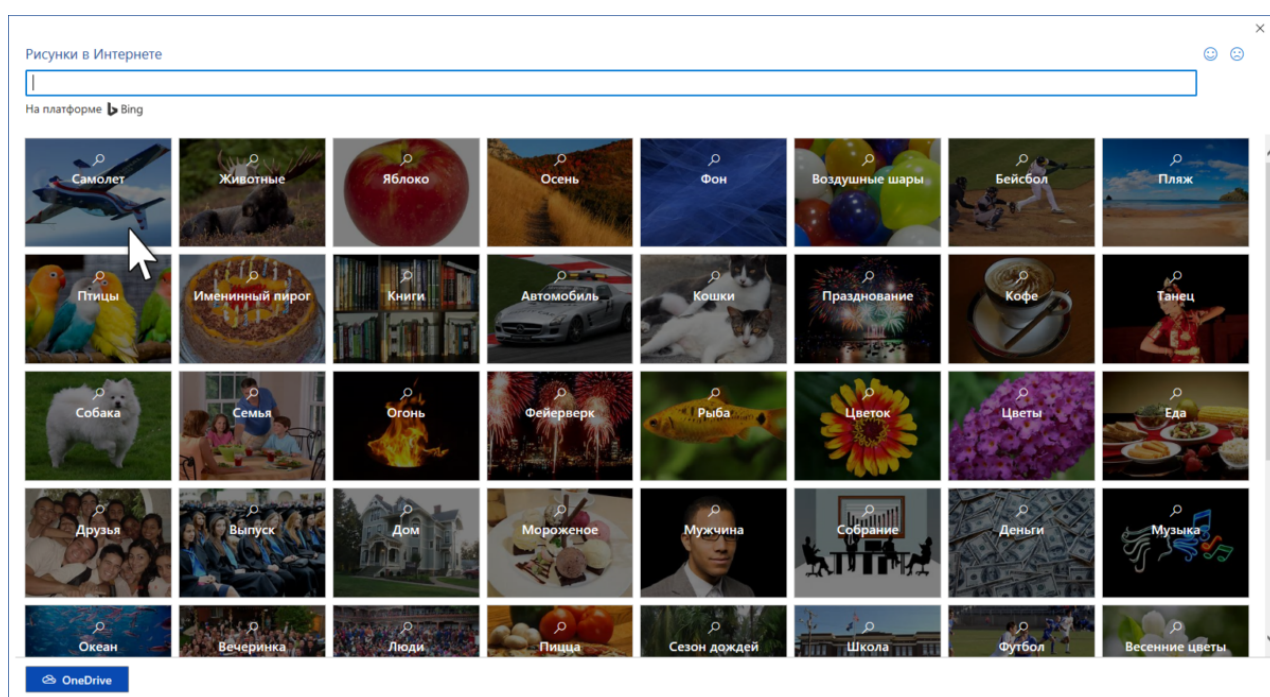 Рисунки в Интернете
На платформе Bing
Самолет Животные Яблоко Осень Фон Воздушные шары Бейсбол Пляж
Птицы Именинный пирог Книги Автомобиль Кошки Празднование Кофе Танец
Собака Семья Огонь Фейерверк Рыба Цветок Цветы Еда
Друзья Выпуск Дом Мороженое Мужчина Собрание Деньги Музыка
Океан Вечеринка Люди Пицца Сезон дождей Школа Футбол Весенние цветы
OneDrive